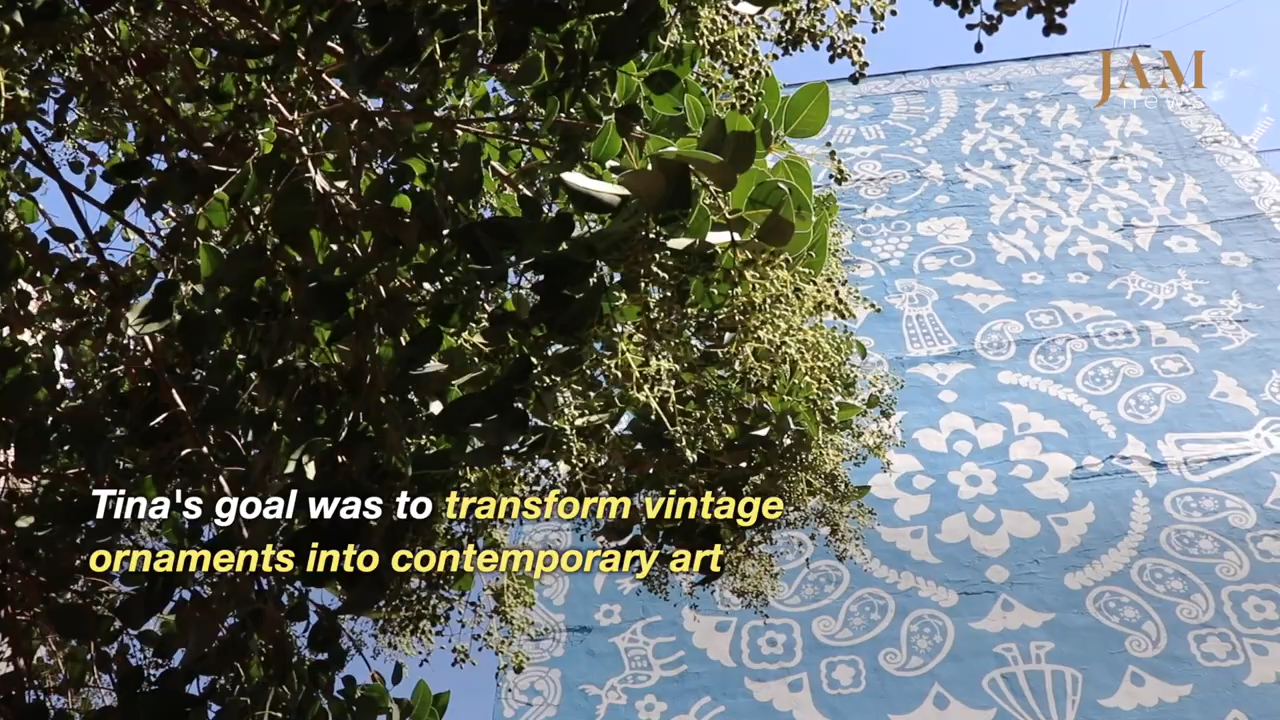 JAM
news
Tina's goal was to transform vintage
ornaments into contemporary art